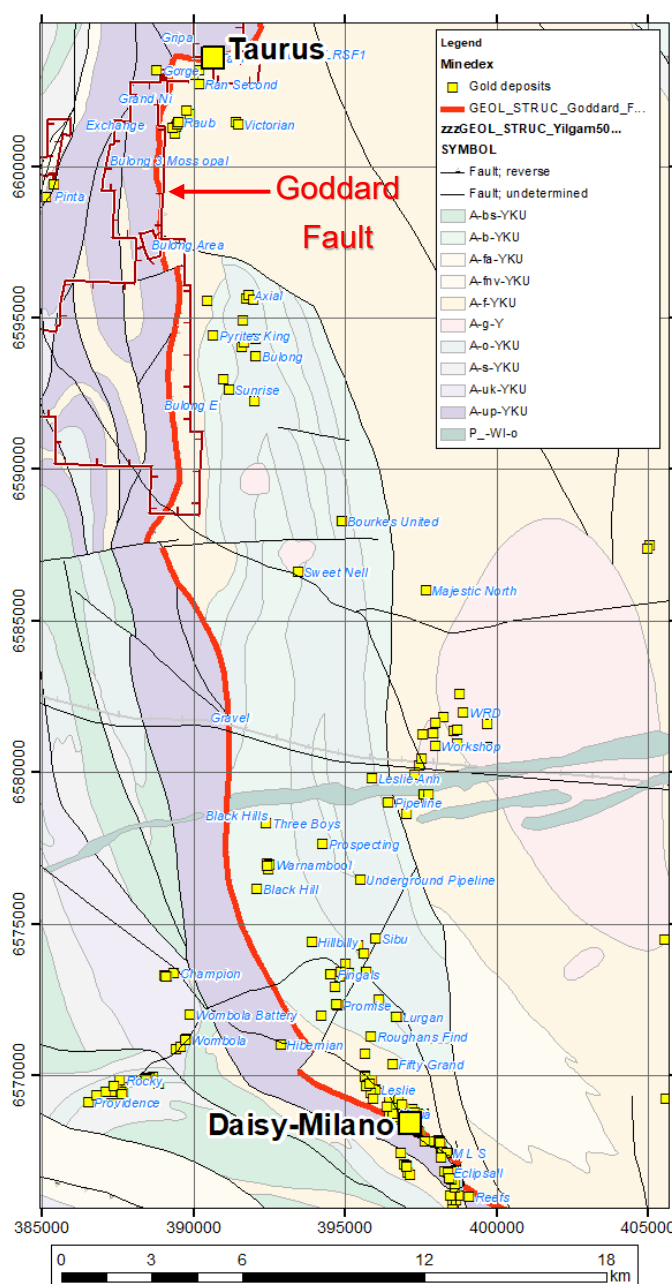 Gripa
Taurus
LRSF1
Gorge
Ran Second
Grand Ni
Exchange
Raub
Victorian
Bulong 3 Moss opal
Pinta
Goddard
Fault
Bulong Area
Axial
Pyrites King
Bulong
Sunrise
Bulong E
Bourkes United
Sweet Nell
Majestic North
Gravel
WRD
Workshop
Leslie Ann
Pipeline
Black Hills
Three Boys
Prospecting
Warnambool
Underground Pipeline
Black Hill
Hillbilly
Sibu
Champion
Fingals
Promise
Wombola Battery
Lurgan
Wombola
Hibernian
Roughans Find
Fifty Grand
Rocky
Leslie
Providence
Daisy-Milano
M L S
Eclipsall
Reefs
Legend
Minedex
Gold deposits
GEOL_STRUC_Goddard_F...
zzzGEOL_STRUC_Yilgam50...
SYMBOL
Fault; reverse
Fault; undetermined
A-bs-YKU
A-b-YKU
A-fa-YKU
A-fnv-YKU
A-f-YKU
A-g-Y
A-o-YKU
A-s-YKU
A-uk-YKU
A-up-YKU
P_-WI-o
6600000
6595000
6590000
6585000
6580000
6575000
6570000
385000 390000 395000 400000 405000
0 3 6 12 18
km